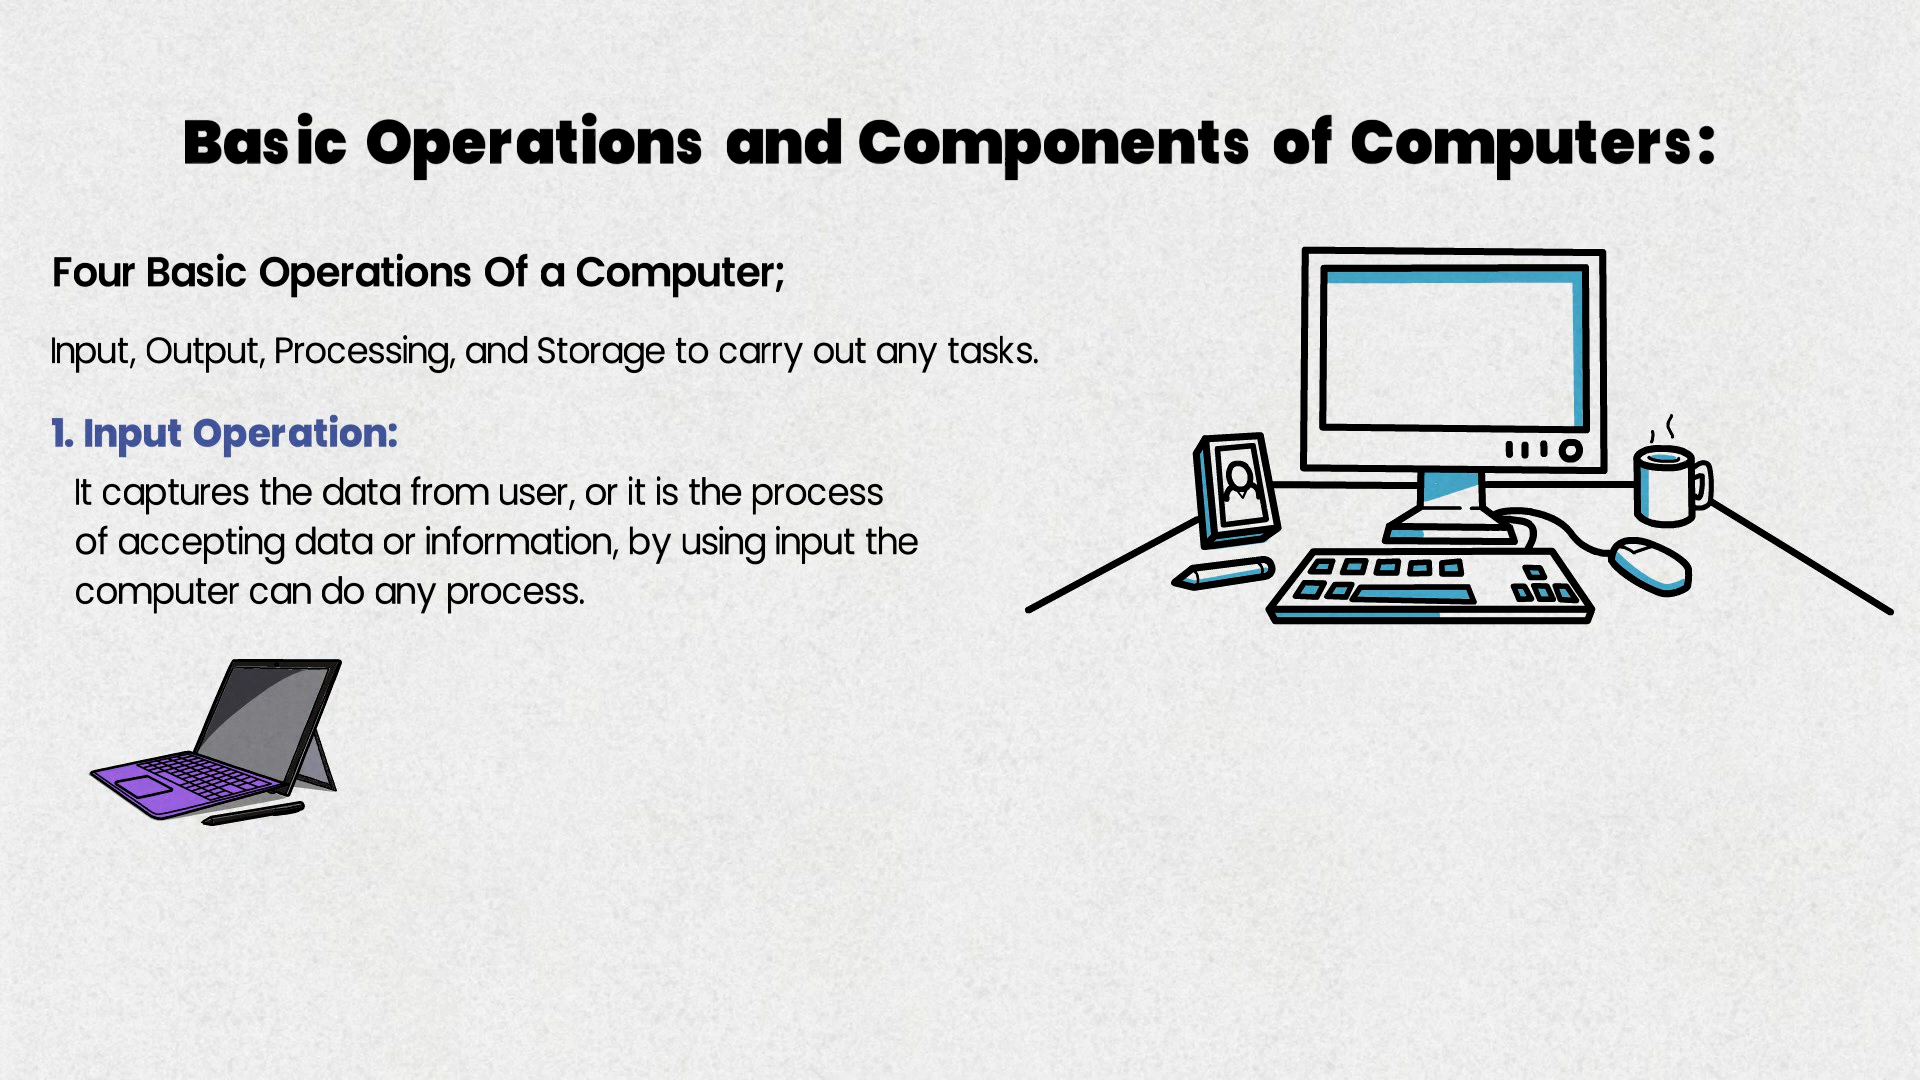 Basic Operations and Components of Computers:
Four Basic Operations Of a Computer;
Input, Output, Processing, and Storage to carry out any tasks.
1. Input Operation:
It captures the data from user, or it is the process
of accepting data or information, by using input the
computer can do any process.